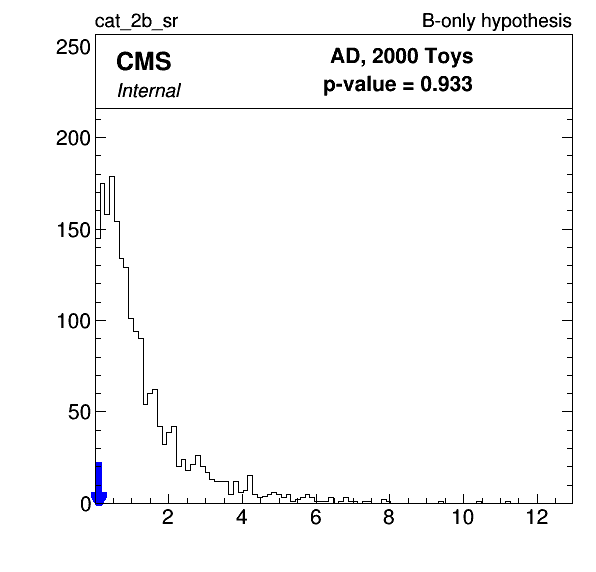 cat_2b_sr B-only hypothesis
CMS AD, 2000 Toys
Internal p-value = 0.933
250
200
150
100
50
0
2 4 6 8 10 12